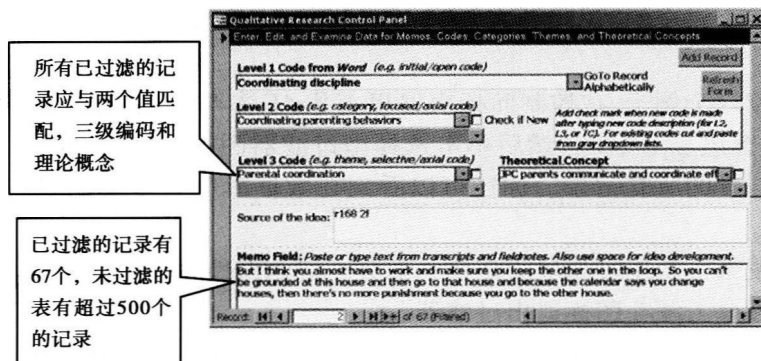 所有已过滤的记
录应与两个值匹
配，三级编码和
理论概念
已过滤的记录有
67个，未过滤的
表有超过500个
的记录
Qualitative Research Control Panel
Enter, Edit, and Examine Data for Memos, Codes, Categories, Themes, and Theoretical Concepts
Add Record
Level 1 Code from Word (e.g. initial/open code)
Coordinating discipline
GoTo Record
Alphabetically
Refresh
Form
Level 2 Code (e.g. category, focused/axial code)
Coordinating parenting behaviors
Check if New
Add check mark when new code is made
after typing new code description (for L2,
L3, or TC). For existing codes cut and paste
from gray dropdown lists.
Level 3 Code (e.g. theme, selective/axial code)
Theoretical Concept
Parental coordination
JPC parents communicate and coordinate eff
Source of the idea: r168 2f
Memo Field: Paste or type text from transcripts and fieldnotes. Also use space for idea development.
But I think you almost have to work and make sure you keep the other one in the loop. So you can't
be grounded at this house and then go to that house and because the calendar says you change
houses, then there's no more punishment because you go to the other house.
Record: 2 of 67 (Filtered)